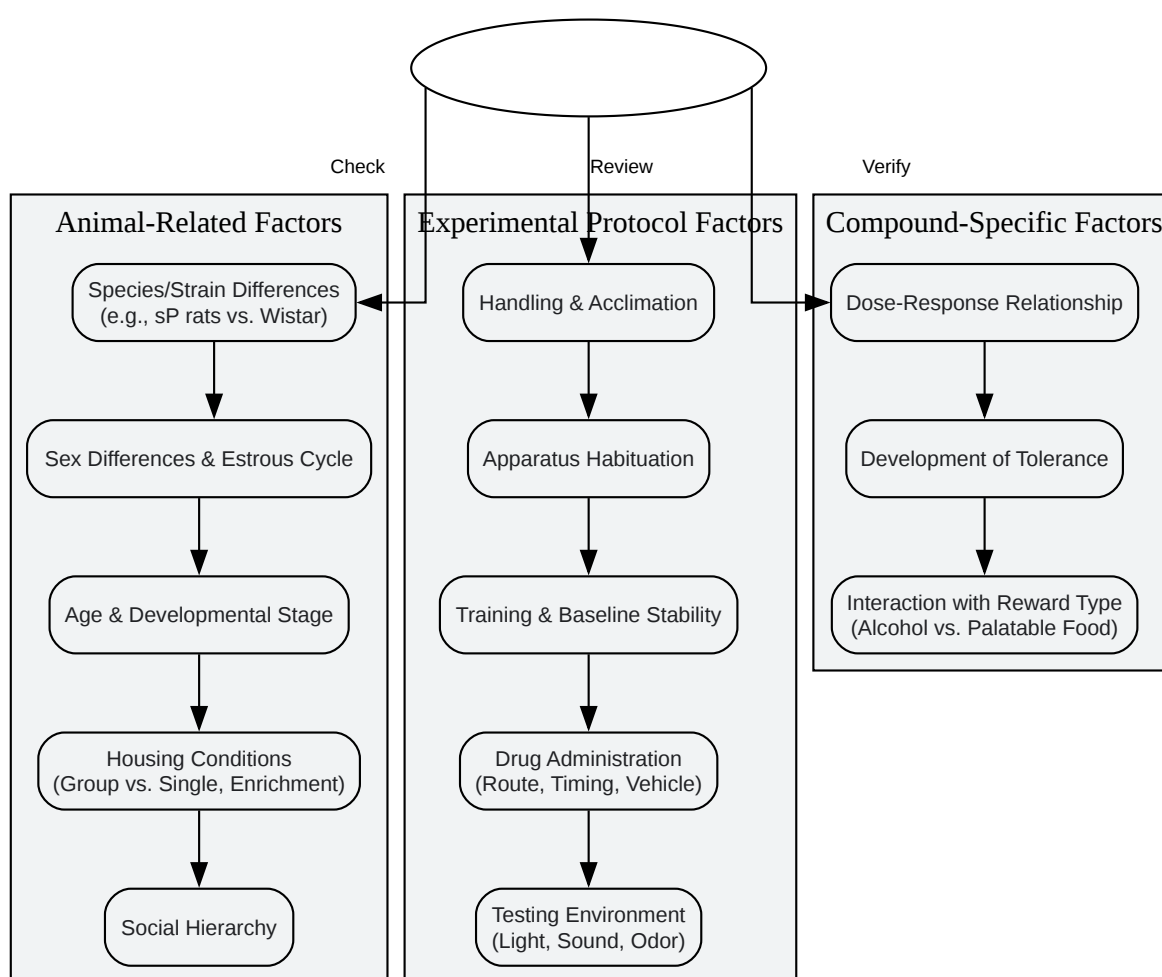 Check
Review
Verify
Animal-Related Factors
Species/Strain Differences
(e.g., sP rats vs. Wistar)
Sex Differences & Estrous Cycle
Age & Developmental Stage
Housing Conditions
(Group vs. Single, Enrichment)
Social Hierarchy
Experimental Protocol Factors
Handling & Acclimation
Apparatus Habituation
Training & Baseline Stability
Drug Administration
(Route, Timing, Vehicle)
Testing Environment
(Light, Sound, Odor)
Compound-Specific Factors
Dose-Response Relationship
Development of Tolerance
Interaction with Reward Type
(Alcohol vs. Palatable Food)